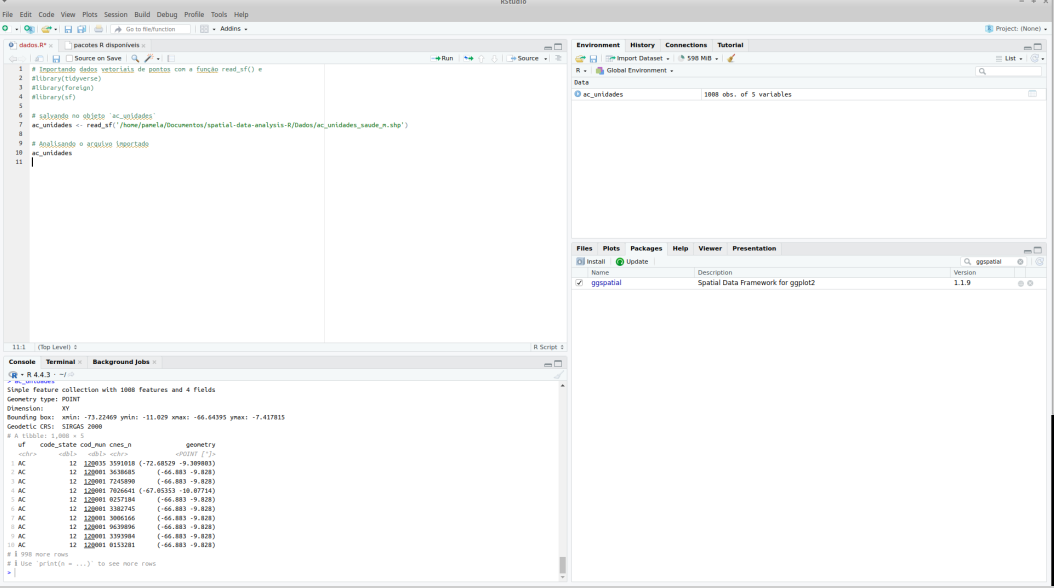 RStudio
File Edit Code View Plots Session Build Debug Profile Tools Help
Go to file/function Addins
Project: (None)
dados.R* pacotes R disponíveis
Source on Save Run Source
1 # Importando dados vetoriais de pontos com a função read_sf() e
2 #library(tidyverse)
3 #library(foreign)
4 #library(sf)
5
6 # salvando no objeto `ac_unidades`
7 ac_unidades <- read_sf('/home/pamela/Documentos/spatial-data-analysis-R/Dados/ac_unidades_saude_m.shp')
8
9 # Analisando o arquivo importado
10 ac_unidades
11
11:1 (Top Level) R Script
Console Terminal Background Jobs
R 4.4.3 · ~/
> ac_unidades
Simple feature collection with 1008 features and 4 fields
Geometry type: POINT
Dimension: XY
Bounding box: xmin: -73.22469 ymin: -11.029 xmax: -66.64395 ymax: -7.417815
Geodetic CRS: SIRGAS 2000
# A tibble: 1,008 × 5
uf code_state cod_mun cnes_n geometry
<chr> <dbl> <dbl> <chr> <POINT [°]>
1 AC 12 120035 3591018 (-72.68529 -9.309803)
2 AC 12 120001 3638685 (-66.883 -9.828)
3 AC 12 120001 7245890 (-66.883 -9.828)
4 AC 12 120001 7026641 (-67.05353 -10.07714)
5 AC 12 120001 0257184 (-66.883 -9.828)
6 AC 12 120001 3382745 (-66.883 -9.828)
7 AC 12 120001 3006166 (-66.883 -9.828)
8 AC 12 120001 9639896 (-66.883 -9.828)
9 AC 12 120001 3393984 (-66.883 -9.828)
10 AC 12 120001 0153281 (-66.883 -9.828)
# ℹ 998 more rows
# ℹ Use `print(n = ...)` to see more rows
>
Environment History Connections Tutorial
Import Dataset 598 MiB List
R Global Environment
Data
ac_unidades 1008 obs. of 5 variables
Files Plots Packages Help Viewer Presentation
Install Update ggspatial
Name Description Version
ggspatial Spatial Data Framework for ggplot2 1.1.9